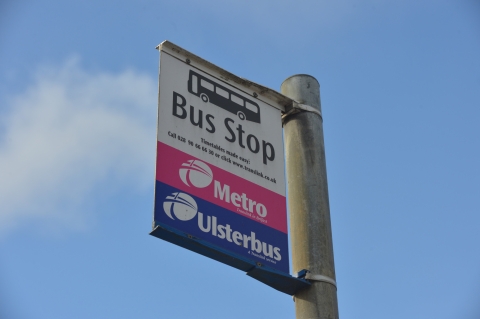 Bus Stop
Timetables made easy!
Call 028 90 66 66 30 or click www.translink.co.uk
Metro
Ulsterbus